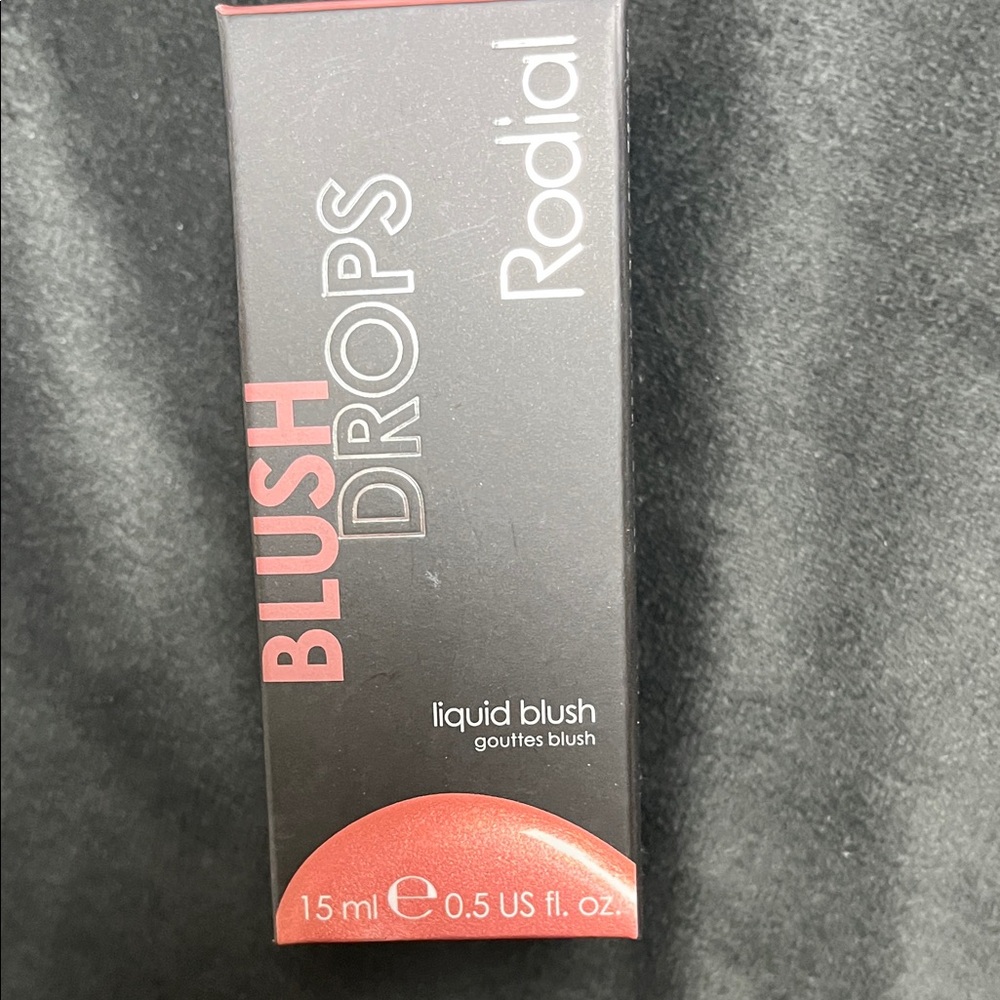 Rodial
BLUSH
DROPS
liquid blush
gouttes blush
15 ml e 0.5 US fl. oz.